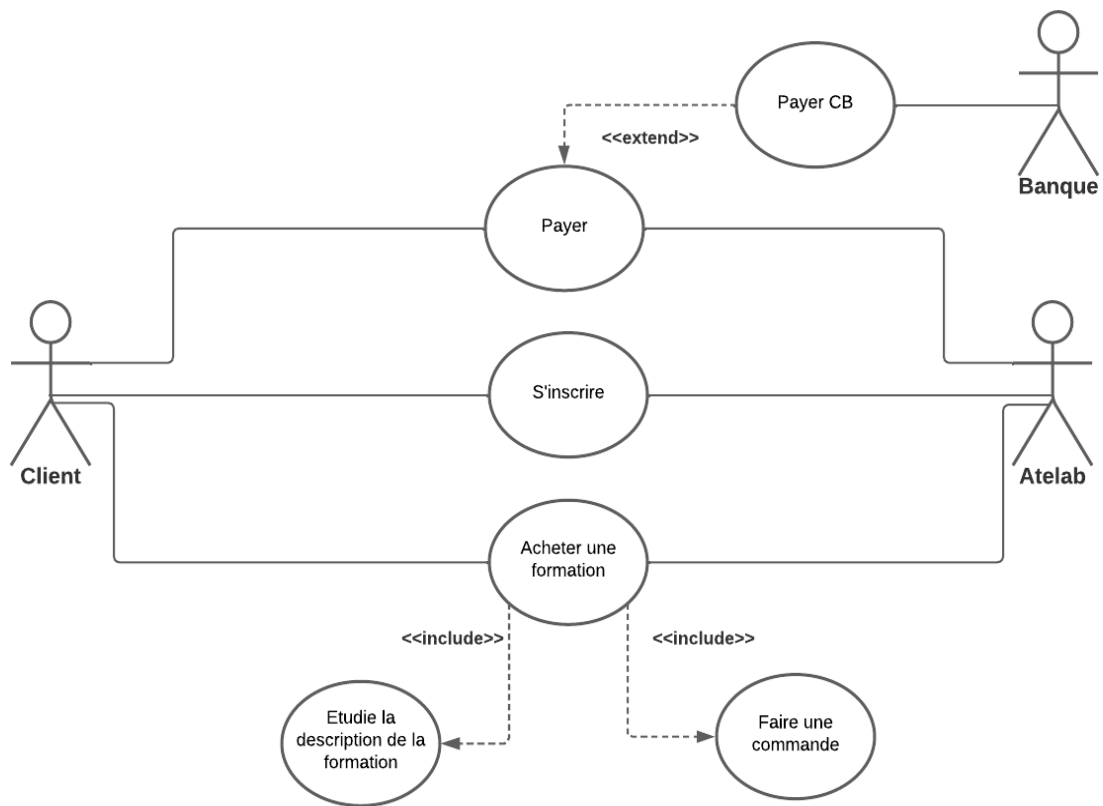 Payer CB
<<extend>>
Banque
Payer
S'inscrire
Client
Atelab
Acheter une
formation
<<include>>
<<include>>
Etudie la
description de la
formation
Faire une
commande